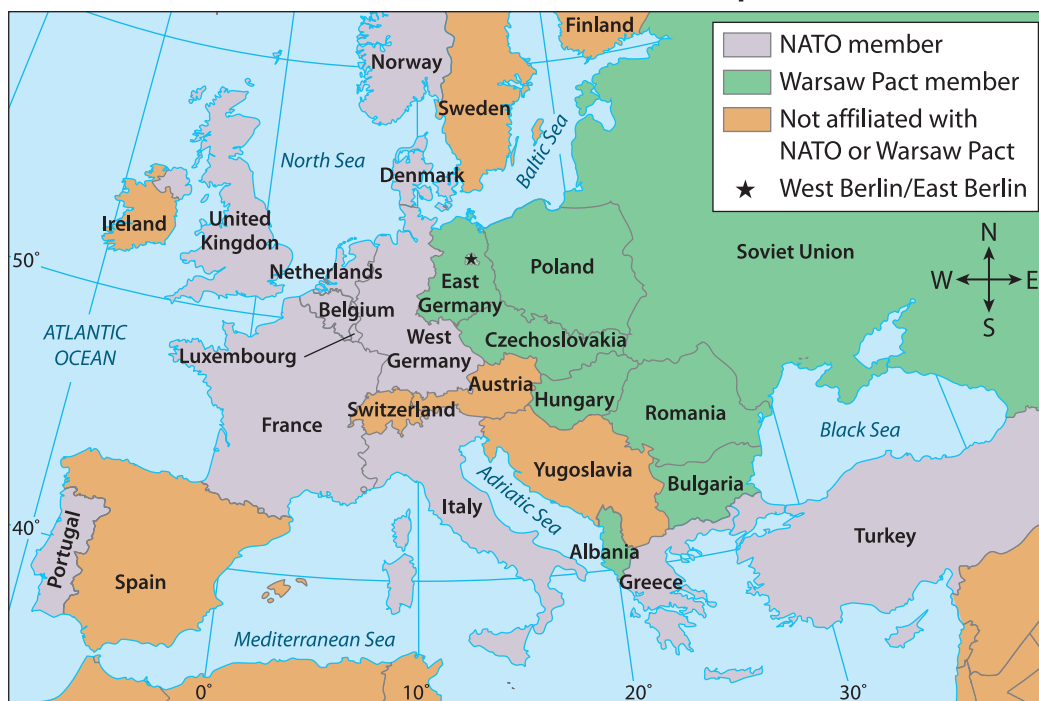 NATO member
Warsaw Pact member
Not affiliated with
NATO or Warsaw Pact
★ West Berlin/East Berlin
Finland
Norway
Sweden
North Sea
Baltic Sea
Denmark
Ireland
United
Kingdom
Soviet Union
N
W
E
S
50°
Netherlands
East
Germany
Poland
Belgium
ATLANTIC
OCEAN
West
Germany
Czechoslovakia
Luxembourg
Austria
Switzerland
Hungary
Romania
France
Black Sea
Yugoslavia
Bulgaria
Adriatic Sea
Italy
40°
Portugal
Turkey
Albania
Spain
Greece
Mediterranean Sea
0°
10°
20°
30°